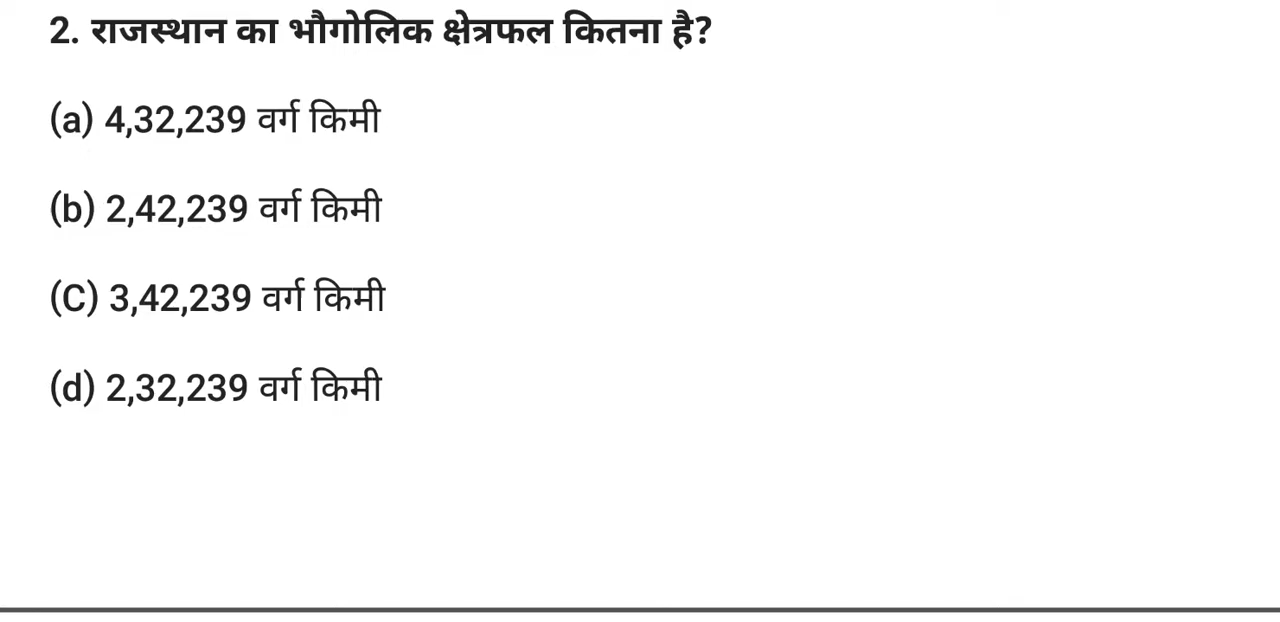 2. राजस्थान का भौगोलिक क्षेत्रफल कितना है?
(a) 4,32,239 वर्ग किमी
(b) 2,42,239 वर्ग किमी
(C) 3,42,239 वर्ग किमी
(d) 2,32,239 वर्ग किमी